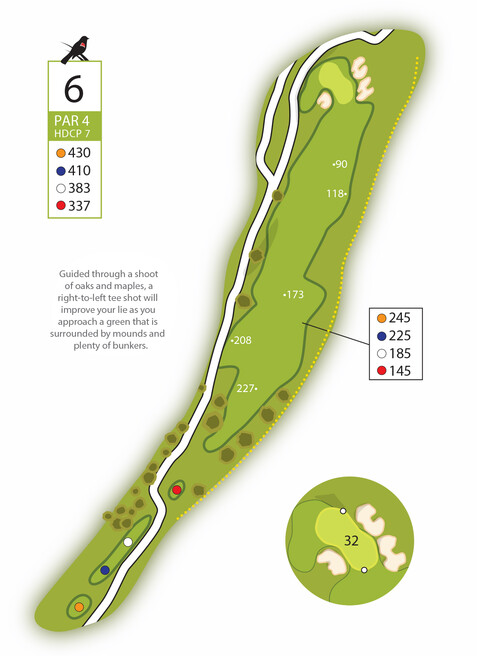 6
PAR 4
HDCP 7
430
410
383
337
Guided through a shoot
of oaks and maples, a
right-to-left tee shot will
improve your lie as you
approach a green that is
surrounded by mounds and
plenty of bunkers.
•90
118•
•173
•208
227•
245
225
185
145
32